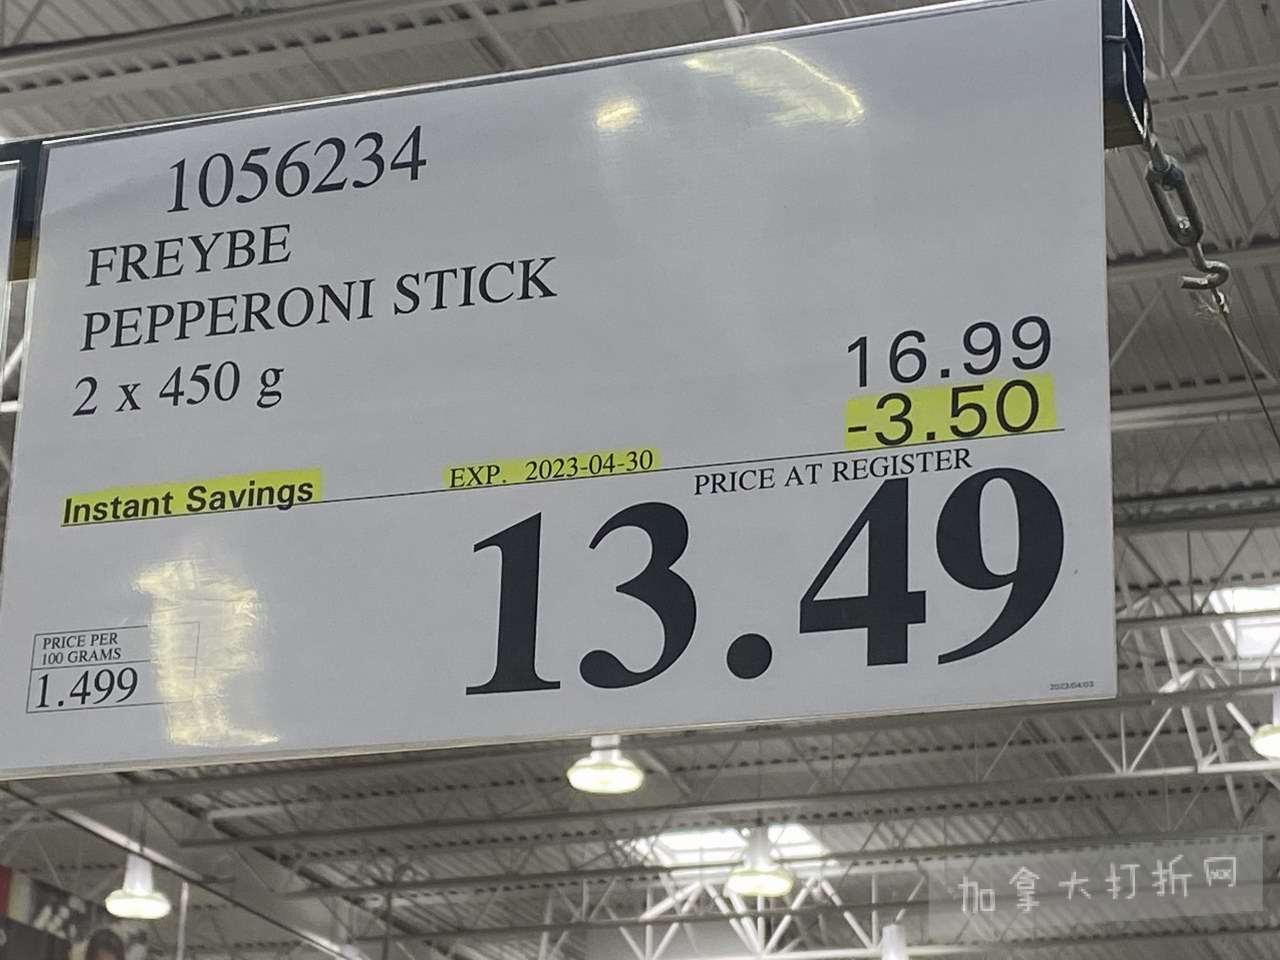 1056234
FREYBE
PEPPERONI STICK
2 x 450 g
16.99
-3.50
Instant Savings
EXP. 2023-04-30
PRICE AT REGISTER
13.49
PRICE PER
100 GRAMS
1.499
2023/04/03
加拿大打折网